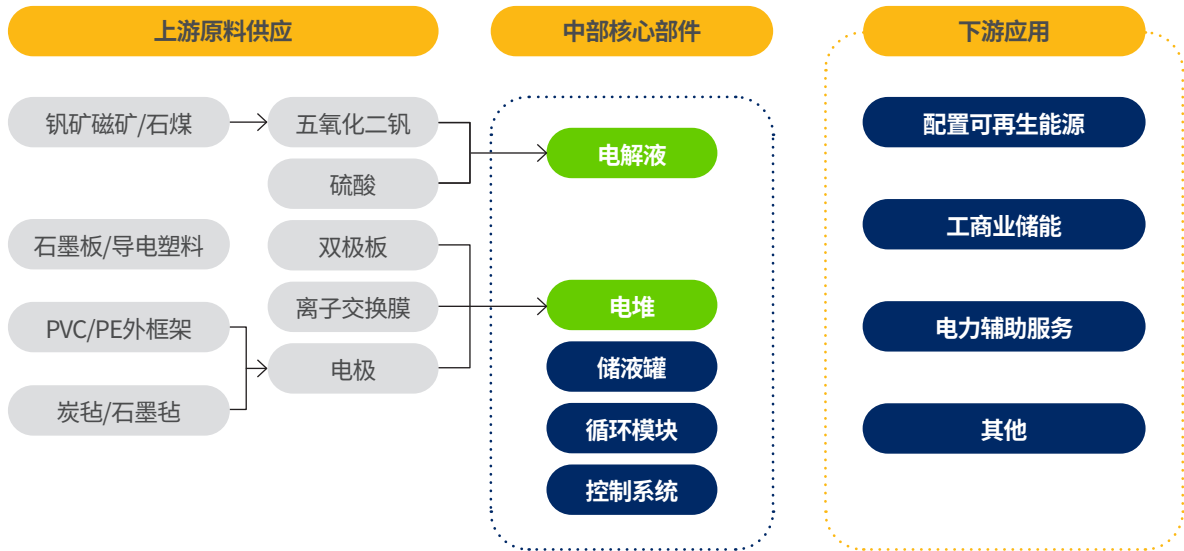 上游原料供应
中部核心部件
下游应用
钒矿磁矿/石煤
五氧化二钒
硫酸
石墨板/导电塑料
双极板
离子交换膜
PVC/PE外框架
电极
炭毡/石墨毡
电解液
电堆
储液罐
循环模块
控制系统
配置可再生能源
工商业储能
电力辅助服务
其他